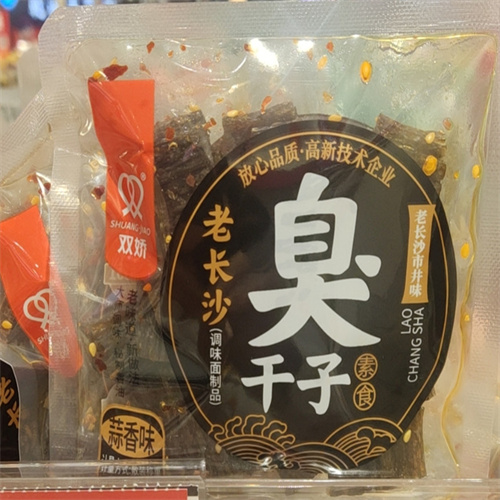 放心品质·高新技术企业
SHUANG JIAO
双娇
老长沙
(调味面制品)
臭
干子
素食
老长沙市井味
LAO
CHANG SHA
蒜香味